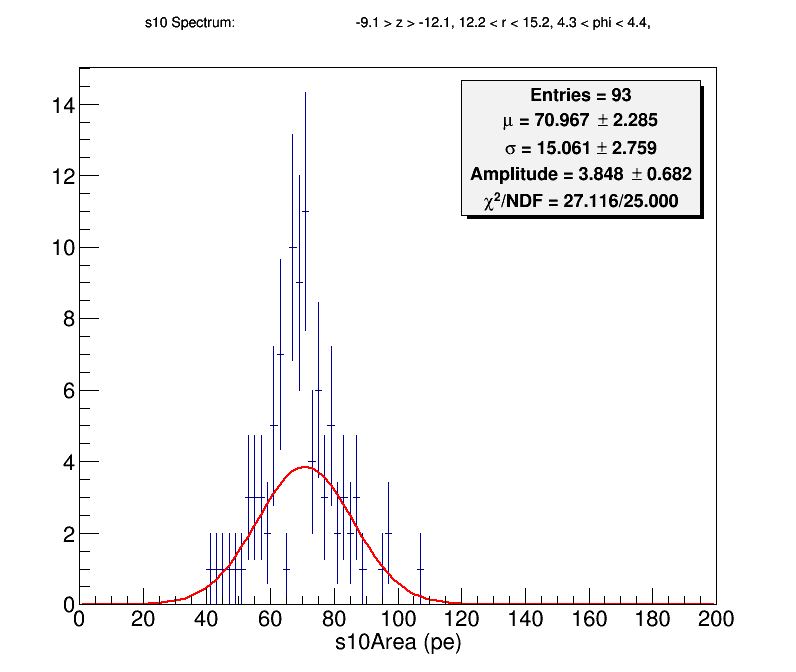 s10 Spectrum: -9.1 > z > -12.1, 12.2 < r < 15.2, 4.3 < phi < 4.4,
Entries = 93
μ = 70.967 ± 2.285
σ = 15.061 ± 2.759
Amplitude = 3.848 ± 0.682
χ²/NDF = 27.116/25.000
14
12
10
8
6
4
2
0
0 20 40 60 80 100 120 140 160 180 200
s10Area (pe)